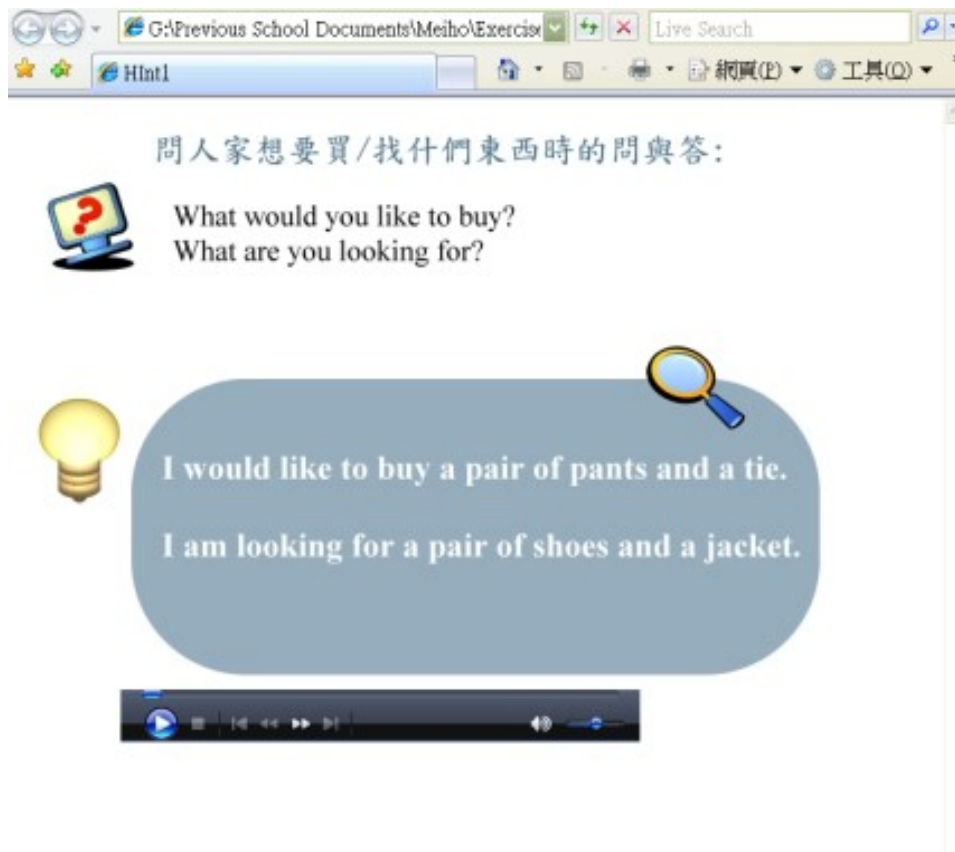 G:\Previous School Documents\Meiho\Exercise
Live Search
HInt1
網頁(P)
工具(O)
問人家想要買/找什們東西時的問與答:
What would you like to buy?
What are you looking for?
I would like to buy a pair of pants and a tie.
I am looking for a pair of shoes and a jacket.